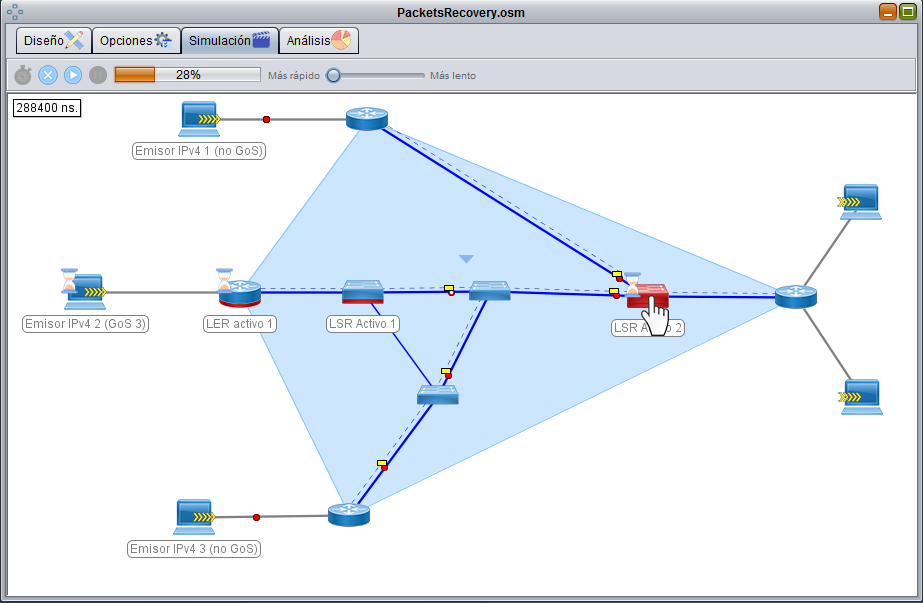 PacketsRecovery.osm
Diseño Opciones Simulación Análisis
28% Más rápido Más lento
288400 ns.
Emisor IPv4 1 (no GoS)
Emisor IPv4 2 (GoS 3) LER activo 1 LSR Activo 1 LSR 2
Emisor IPv4 3 (no GoS)